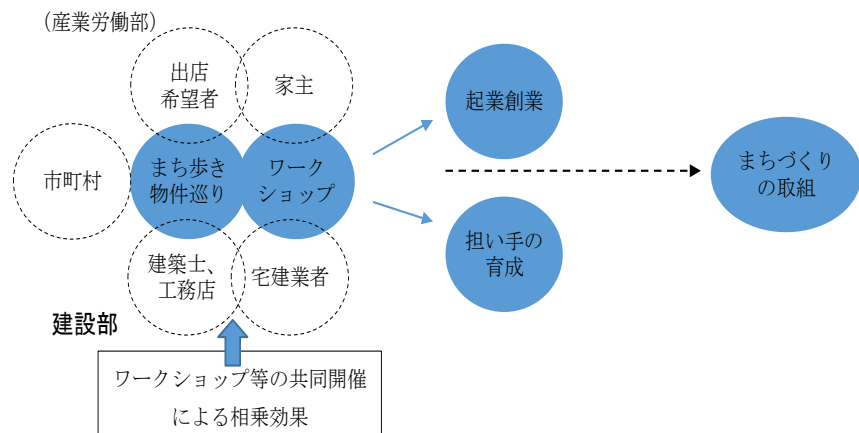 （産業労働部）
出店
希望者
家主
市町村
まち歩き
物件巡り
ワーク
ショップ
建築士、
工務店
宅建業者
建設部
ワークショップ等の共同開催
による相乗効果
起業創業
担い手の
育成
まちづくり
の取組